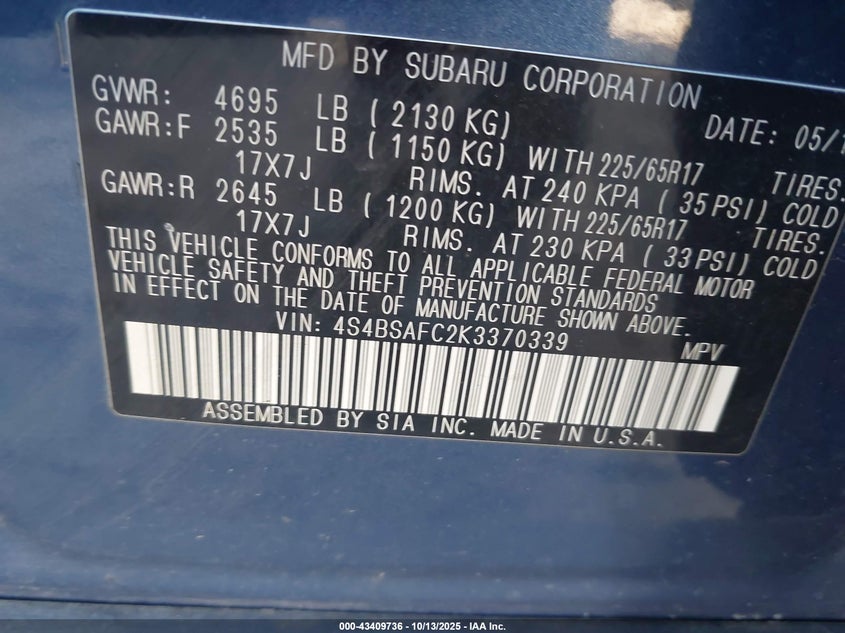 MFD BY SUBARU CORPORATION
GVWR: 4695 LB ( 2130 KG) DATE: 05/1
GAWR:F 2535 LB ( 1150 KG) WITH 225/65R17 TIRES.
17X7J RIMS. AT 240 KPA ( 35 PSI) COLD
GAWR:R 2645 LB ( 1200 KG) WITH 225/65R17 TIRES.
17X7J RIMS. AT 230 KPA ( 33 PSI) COLD
THIS VEHICLE CONFORMS TO ALL APPLICABLE FEDERAL MOTOR
VEHICLE SAFETY AND THEFT PREVENTION STANDARDS
IN EFFECT ON THE DATE OF MANUFACTURE SHOWN ABOVE.
VIN: 4S4BSAFC2K3370339 MPV
ASSEMBLED BY SIA INC. MADE IN U.S.A.
000-43409736 - 10/13/2025 - IAA Inc.